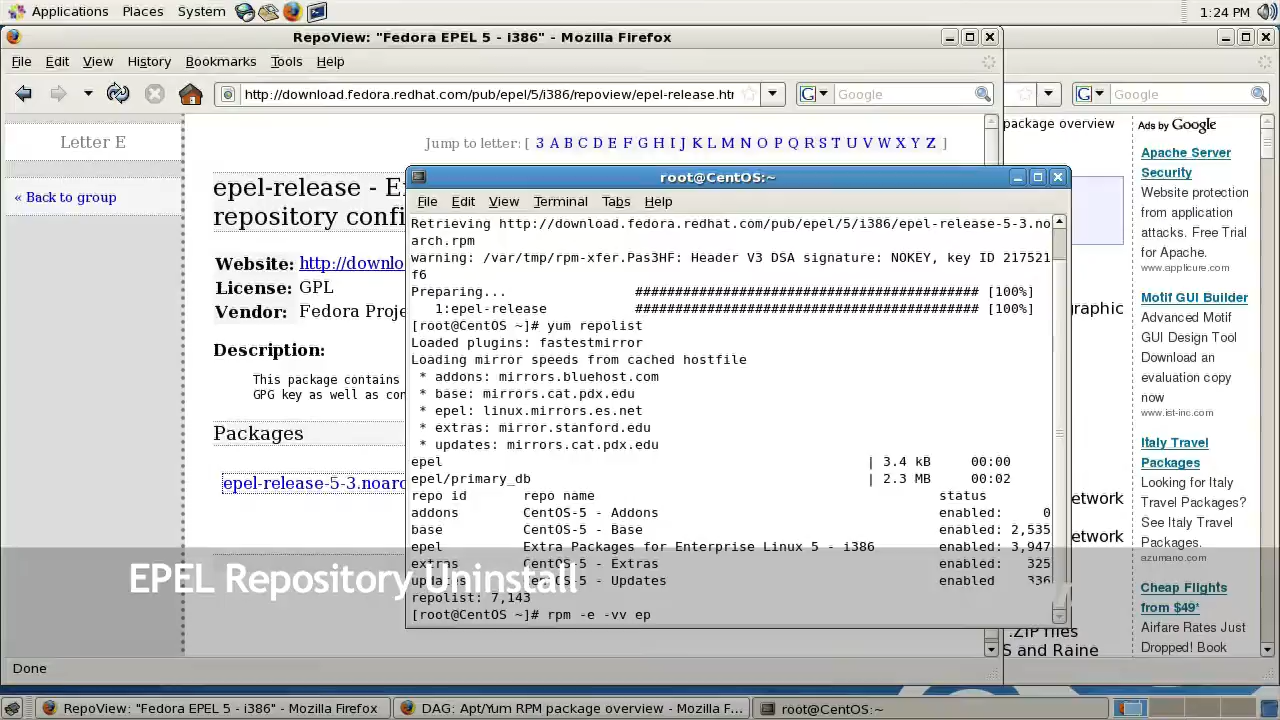 Applications Places System 1:24 PM
RepoView: "Fedora EPEL 5 - i386" - Mozilla Firefox
File Edit View History Bookmarks Tools Help
http://download.fedora.redhat.com/pub/epel/5/i386/repoview/epel-release.htm
Google
Google
Letter E
« Back to group
Jump to letter: [ 3 A B C D E F G H I J K L M N O P Q R S T U V W X Y Z ]
epel-release - E
repository confi
Website: http://downlo
License: GPL
Vendor: Fedora Proje
Description:
This package contains
GPG key as well as con
Packages
epel-release-5-3.noarc
root@CentOS:~
File Edit View Terminal Tabs Help
Retrieving http://download.fedora.redhat.com/pub/epel/5/i386/epel-release-5-3.no
arch.rpm
warning: /var/tmp/rpm-xfer.Pas3HF: Header V3 DSA signature: NOKEY, key ID 217521
f6
Preparing... ########################################### [100%]
1:epel-release ########################################### [100%]
[root@CentOS ~]# yum repolist
Loaded plugins: fastestmirror
Loading mirror speeds from cached hostfile
* addons: mirrors.bluehost.com
* base: mirrors.cat.pdx.edu
* epel: linux.mirrors.es.net
* extras: mirror.stanford.edu
* updates: mirrors.cat.pdx.edu
epel | 3.4 kB 00:00
epel/primary_db | 2.3 MB 00:02
repo id repo name status
addons CentOS-5 - Addons enabled: 0
base CentOS-5 - Base enabled: 2,535
epel Extra Packages for Enterprise Linux 5 - i386 enabled: 3,947
extras CentOS-5 - Extras enabled: 325
updates CentOS-5 - Updates enabled 336
repolist: 7,143
[root@CentOS ~]# rpm -e -vv ep
EPEL Repository Uninstall
package overview
raphic
etwork
etwork
.ZIP files
S and Raine
Ads by Google
Apache Server
Security
Website protection
from application
attacks. Free Trial
for Apache.
www.applicure.com
Motif GUI Builder
Advanced Motif
GUI Design Tool
Download an
evaluation copy
now
www.ist-inc.com
Italy Travel
Packages
Looking for Italy
Travel Packages?
See Italy Travel
Packages.
azumano.com
Cheap Flights
from $49*
Airfare Rates Just
Dropped! Book
Done
RepoView: "Fedora EPEL 5 - i386" - Mozilla Firefox
DAG: Apt/Yum RPM package overview - Mozilla F...
root@CentOS:~